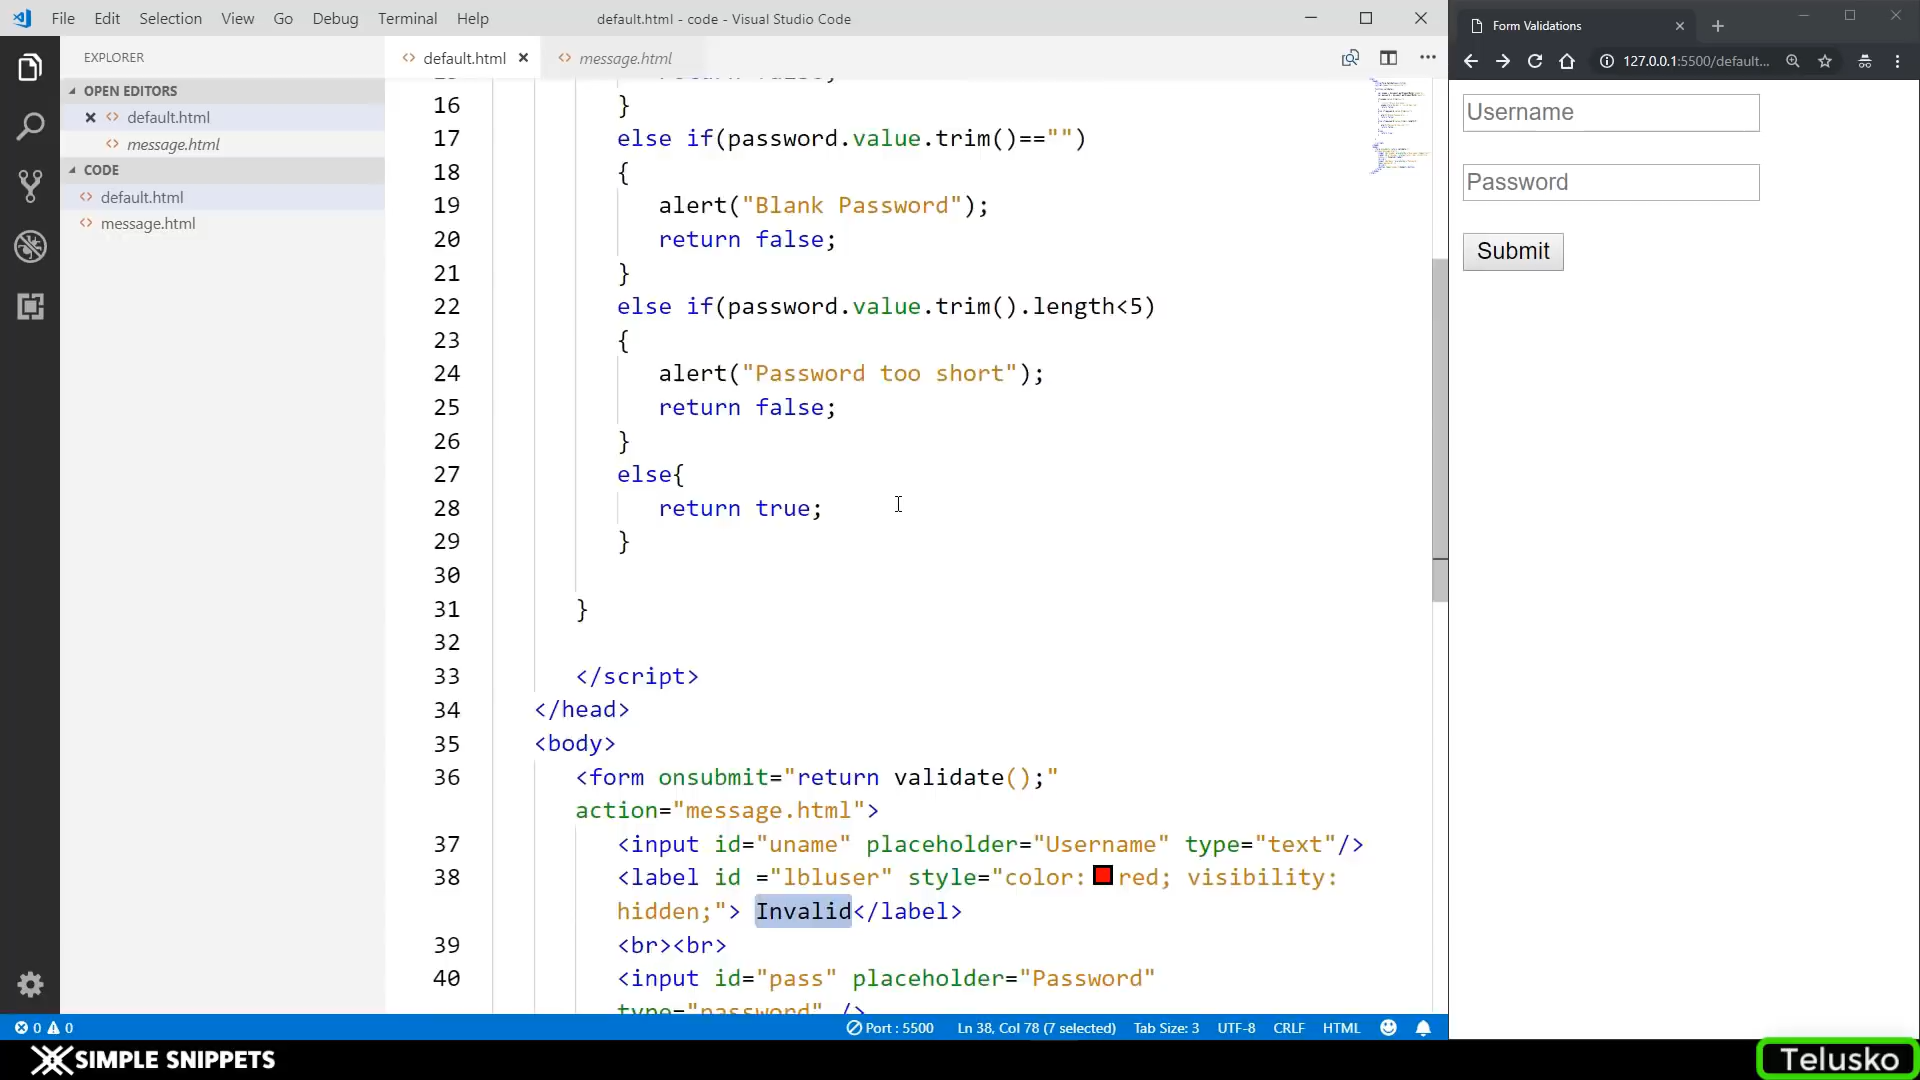 File Edit Selection View Go Debug Terminal Help
default.html - code - Visual Studio Code
Form Validations
EXPLORER
default.html
message.html
127.0.0.1:5500/default...
OPEN EDITORS
default.html
message.html
CODE
default.html
message.html
16 }
17 else if(password.value.trim()=="")
18 {
19 alert("Blank Password");
20 return false;
21 }
22 else if(password.value.trim().length<5)
23 {
24 alert("Password too short");
25 return false;
26 }
27 else{
28 return true;
29 }
30
31 }
32
33 </script>
34 </head>
35 <body>
36 <form onsubmit="return validate();"
action="message.html">
37 <input id="uname" placeholder="Username" type="text"/>
38 <label id ="lbluser" style="color: red; visibility:
hidden;"> Invalid</label>
39 <br><br>
40 <input id="pass" placeholder="Password"
type="password" />
Username
Password
Submit
0 0
Port : 5500
Ln 38, Col 78 (7 selected)
Tab Size: 3
UTF-8
CRLF
HTML
SIMPLE SNIPPETS
Telusko